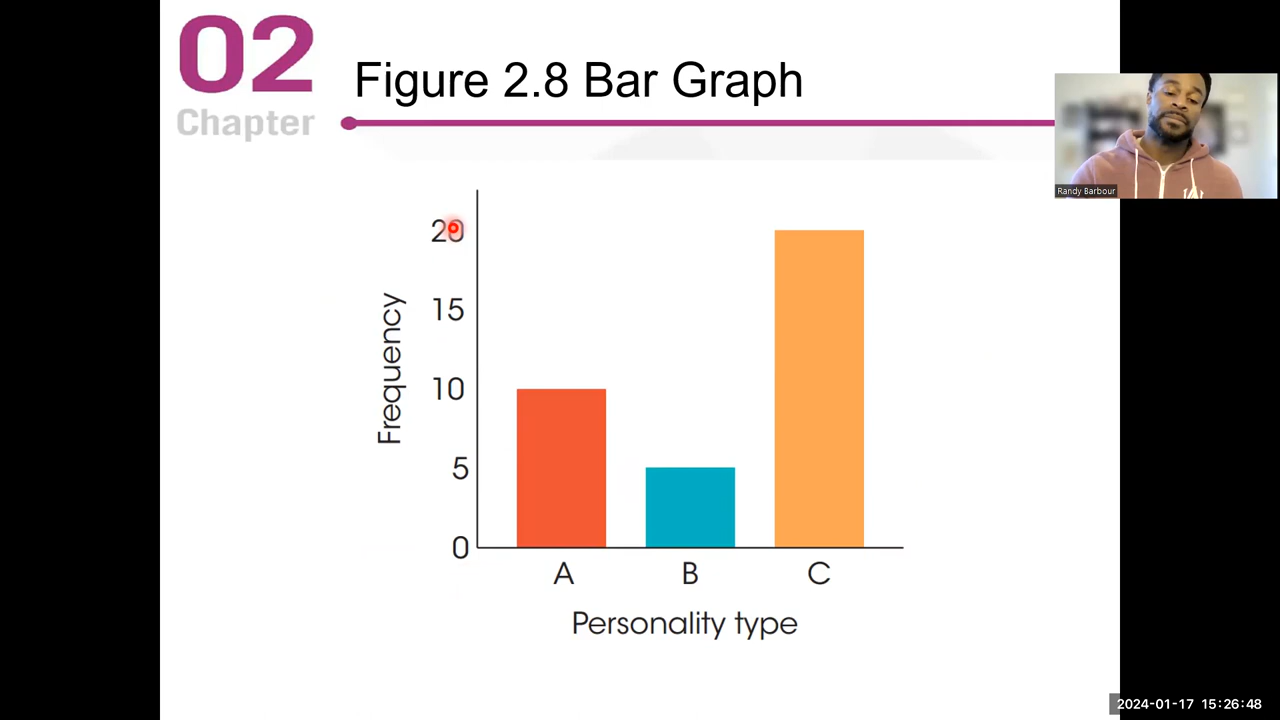 02
Chapter
Figure 2.8 Bar Graph
Randy Barbour
Frequency
20
15
10
5
0
A B C
Personality type
2024-01-17 15:26:48